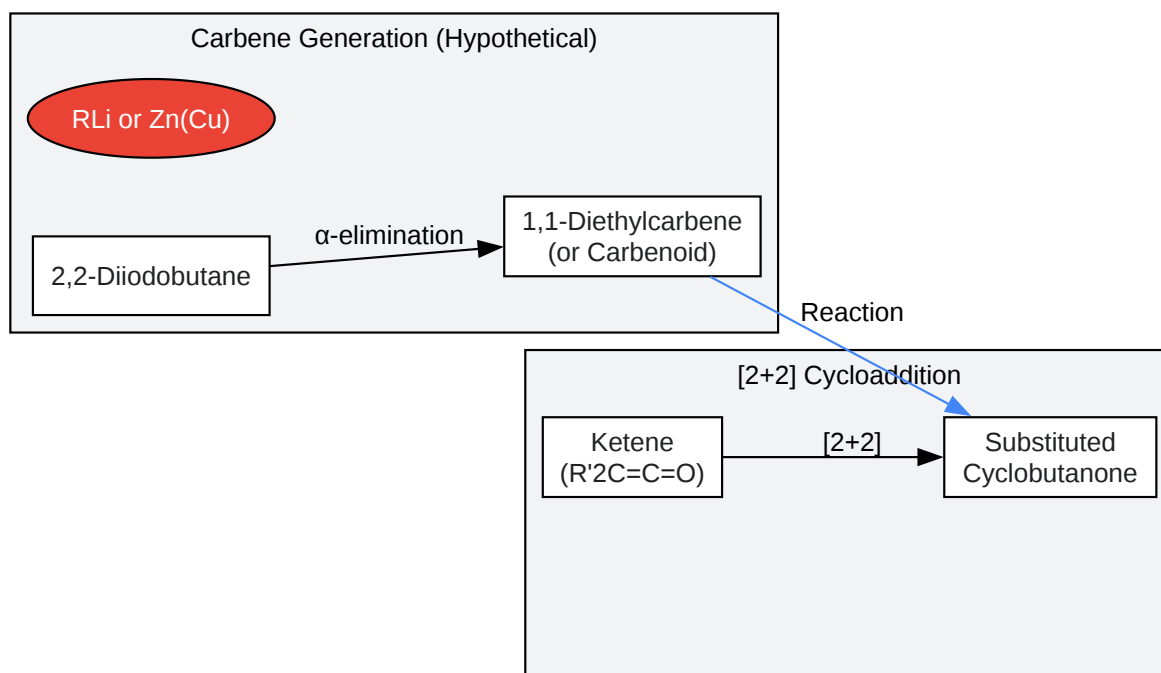 Carbene Generation (Hypothetical)
RLi or Zn(Cu)
α-elimination
2,2-Diiodobutane
1,1-Diethylcarbene
(or Carbenoid)
Reaction
[2+2] Cycloaddition
Ketene
(R'2C=C=O)
[2+2]
Substituted
Cyclobutanone